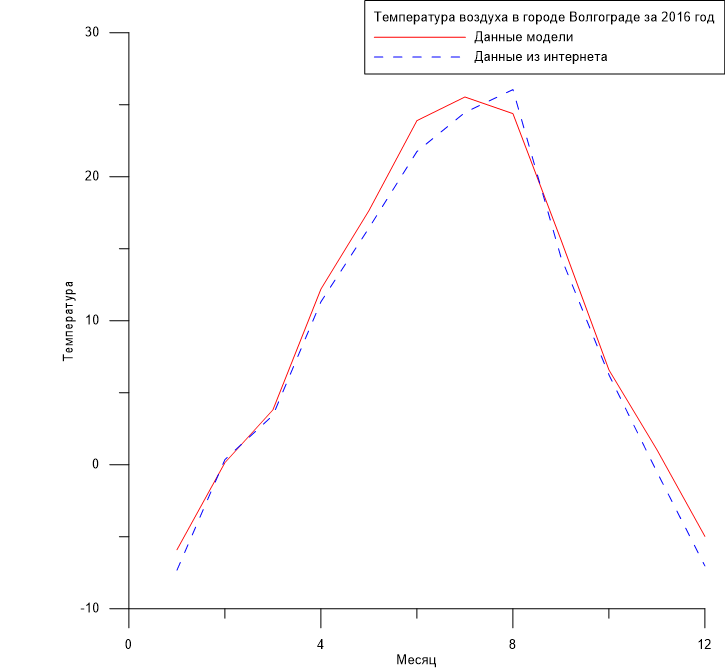 Температура воздуха в городе Волгограде за 2016 год
Данные модели
Данные из интернета
30
20
10
0
-10
Температура
0
4
8
12
Месяц